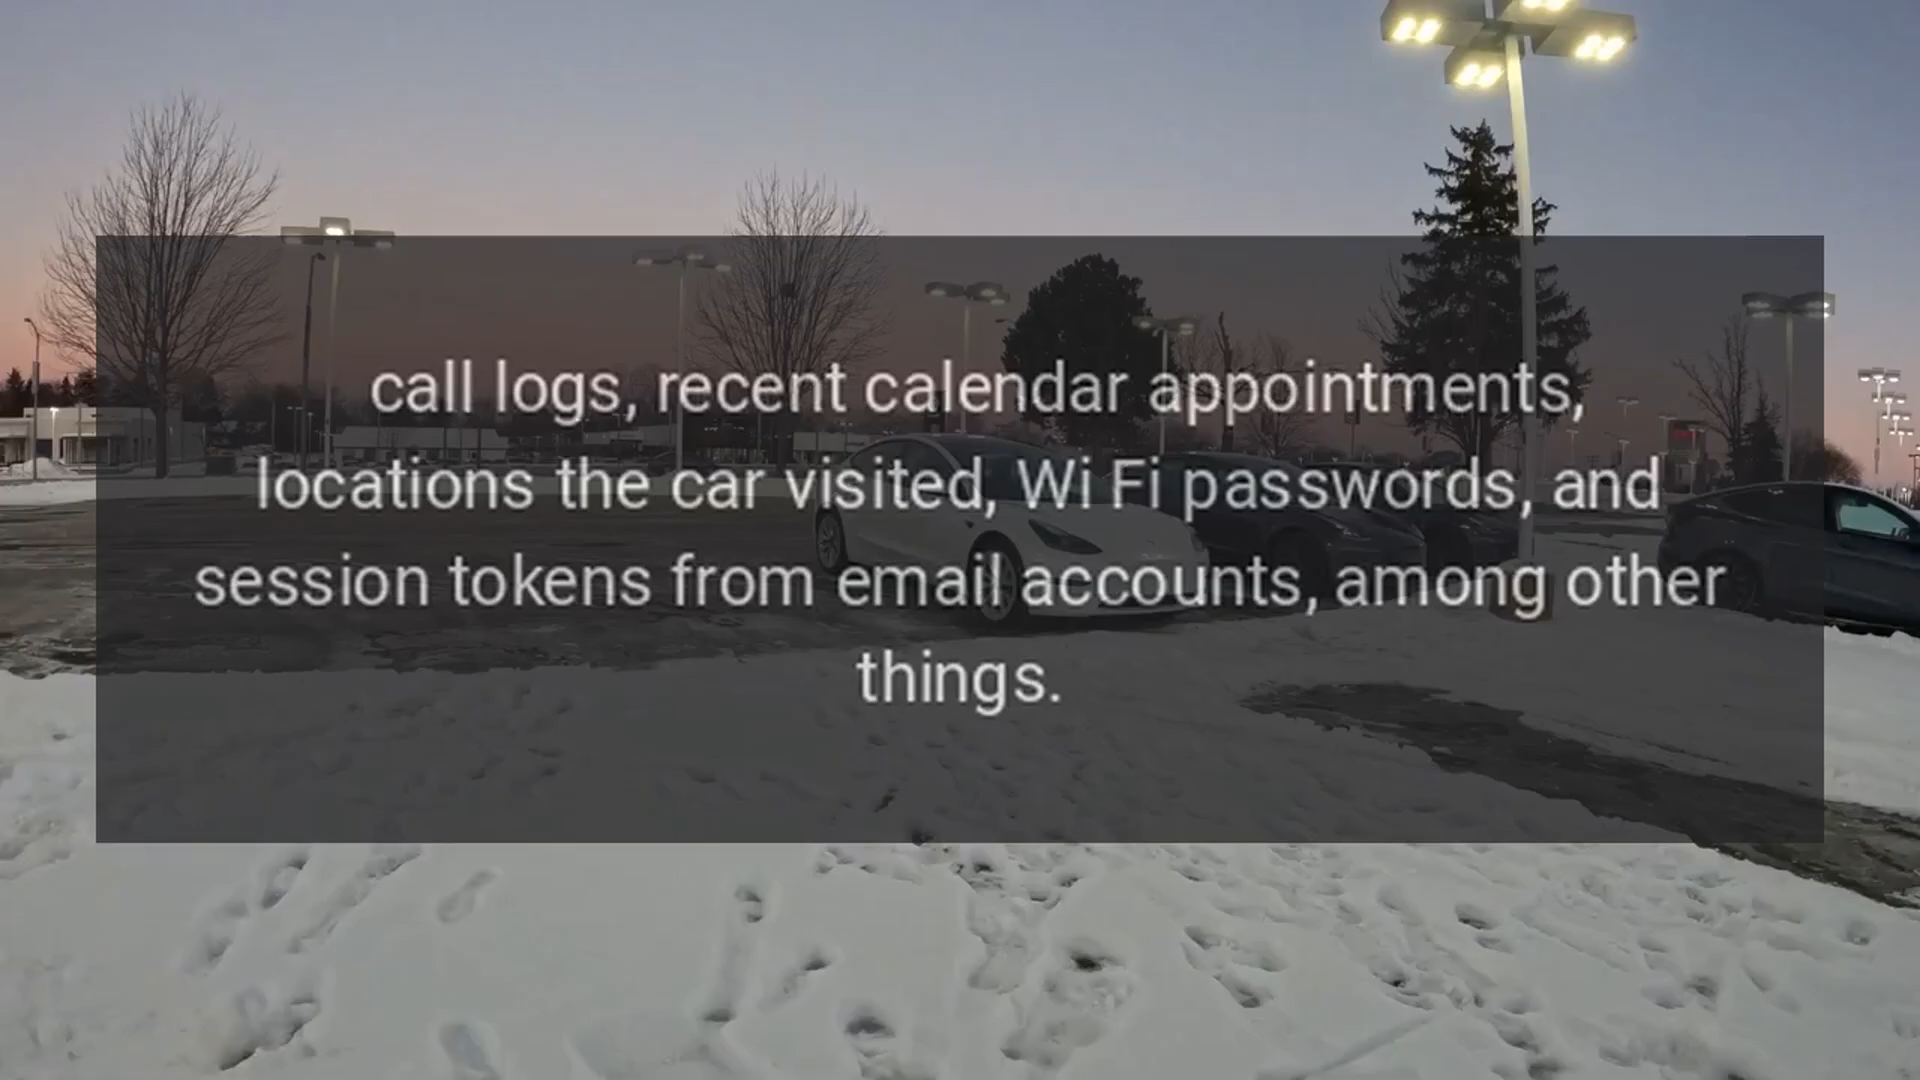 call logs, recent calendar appointments,
locations the car visited, Wi Fi passwords, and
session tokens from email accounts, among other
things.